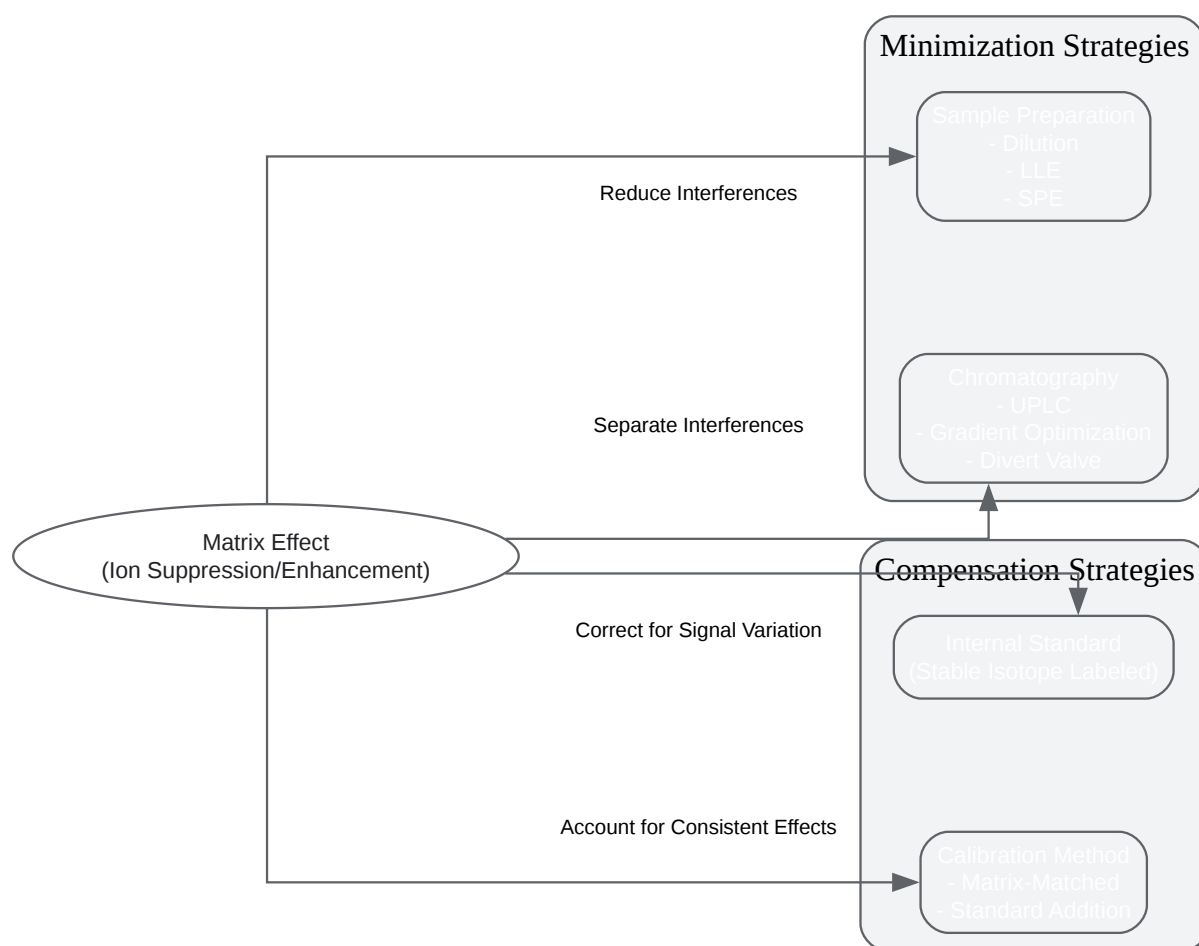 Minimization Strategies
Sample Preparation
- Dilution
- LLE
- SPE
Reduce Interferences
Chromatography
- UPLC
- Gradient Optimization
- Divert Valve
Separate Interferences
Matrix Effect
(Ion Suppression/Enhancement)
Compensation Strategies
Correct for Signal Variation
Internal Standard
(Stable Isotope Labeled)
Account for Consistent Effects
Calibration Method
- Matrix-Matched
- Standard Addition